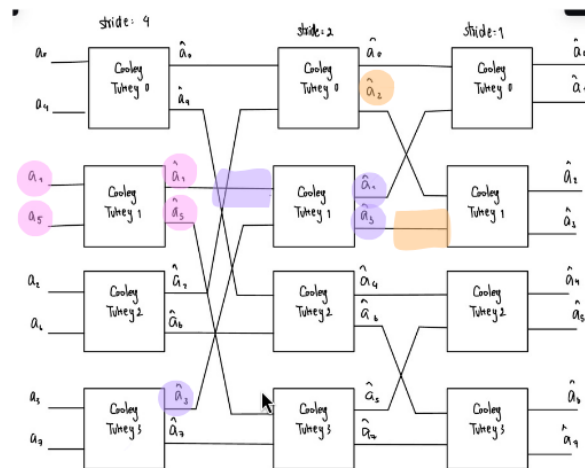 stride: 4
stride:2
stride:1
a₀ â₀ â₀
Cooley Cooley Cooley
Tukey 0 Tukey 0 Tukey 0
a₄ â₄ â₂
a₁ â₁ â₁ â₂
Cooley Cooley Cooley
Tukey 1 Tukey 1 Tukey 1
a₅ â₅ â₃ â₃
a₂ â₂ â₄ â₄
Cooley Cooley Cooley
Tukey 2 Tukey 2 Tukey 2
a₆ â₆ â₆ â₅
a₃ â₃ â₅ â₆
Cooley Cooley Cooley
Tukey 3 Tukey 3 Tukey 3
a₇ â₇ â₇ â₇